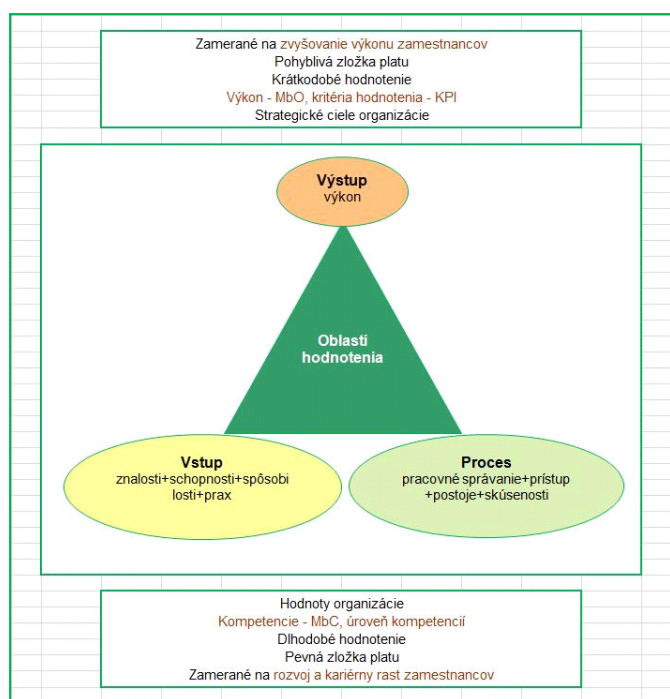 Zamerané na zvyšovanie výkonu zamestnancov
Pohyblivá zložka platu
Krátkodobé hodnotenie
Výkon - MbO, kritéria hodnotenia - KPI
Strategické ciele organizácie
Výstup
výkon
Oblasti
hodnotenia
Vstup
znalosti+schopnosti+spôsobi
losti+prax
Proces
pracovné správanie+prístup
+postoje+skúsenosti
Hodnoty organizácie
Kompetencie - MbC, úroveň kompetencií
Dlhodobé hodnotenie
Pevná zložka platu
Zamerané na rozvoj a kariérny rast zamestnancov